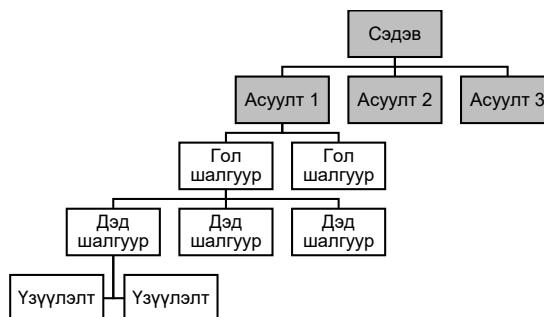 Сэдэв
Асуулт 1
Асуулт 2
Асуулт 3
Гол
шалгуур
Гол
шалгуур
Дэд
шалгуур
Дэд
шалгуур
Дэд
шалгуур
Үзүүлэлт
Үзүүлэлт